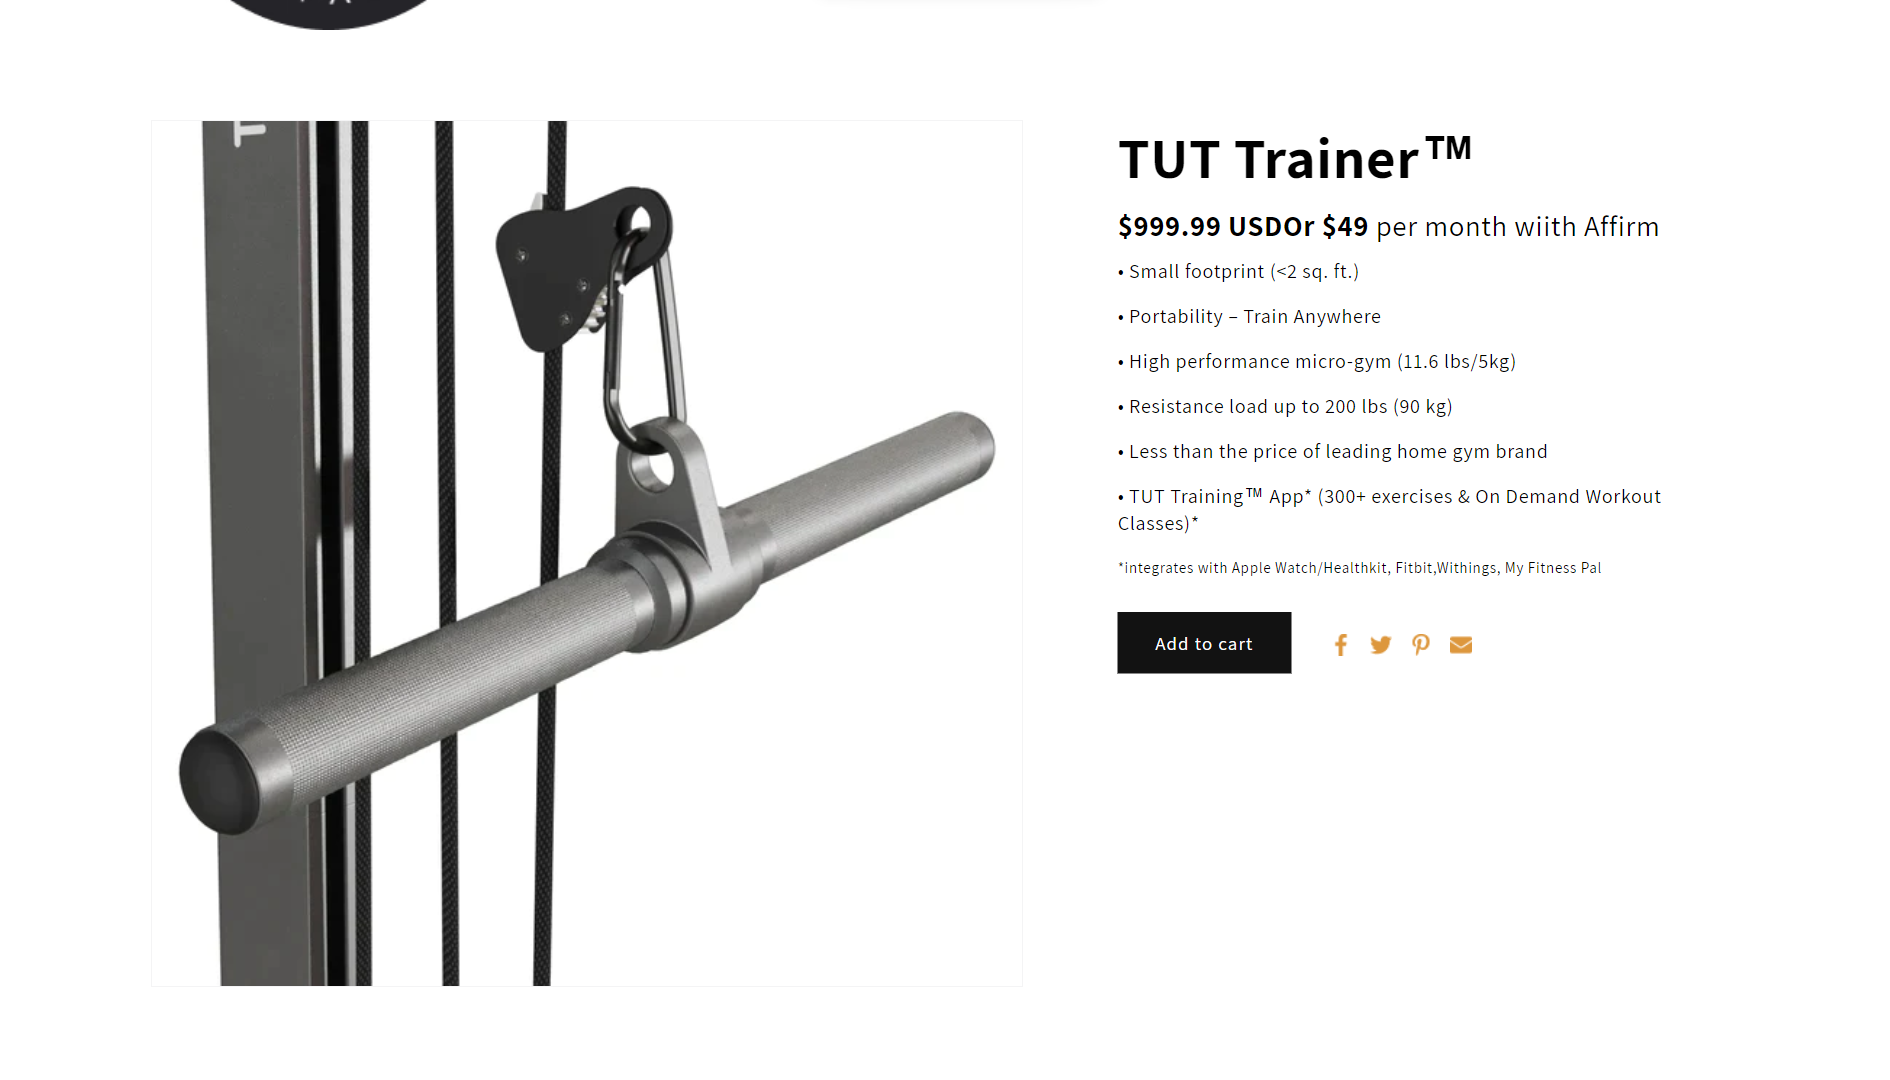 TUT Trainer™
$999.99 USDOr $49 per month wiith Affirm
• Small footprint (<2 sq. ft.)
• Portability – Train Anywhere
• High performance micro-gym (11.6 lbs/5kg)
• Resistance load up to 200 lbs (90 kg)
• Less than the price of leading home gym brand
• TUT Training™ App* (300+ exercises & On Demand Workout
Classes)*
*integrates with Apple Watch/Healthkit, Fitbit,Withings, My Fitness Pal
Add to cart